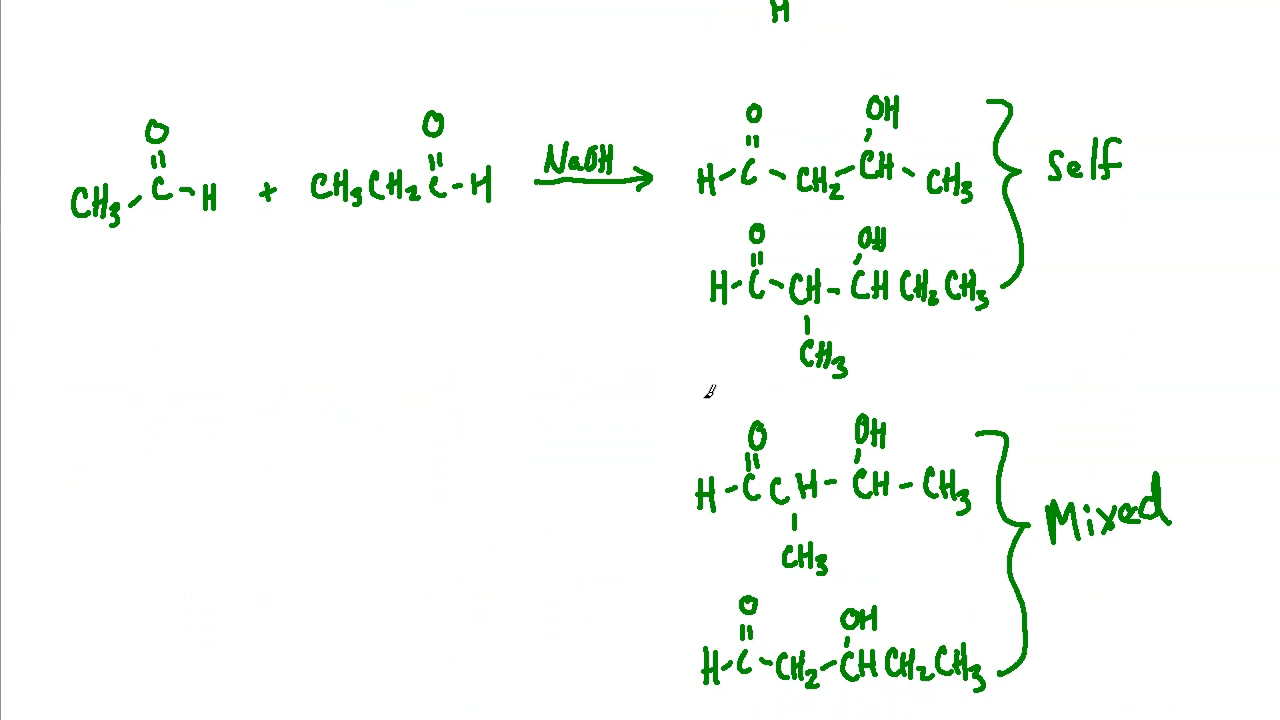 H
O
CH3 - C - H + CH3CH2C-H NaOH
O
O OH
H - C - CH2 - CH - CH3
Self
O OH
H - C - CH - CHCH2CH3
CH3
O OH
H - C CH - CH - CH3
CH3
Mixed
O OH
H - C - CH2 - CHCH2CH3